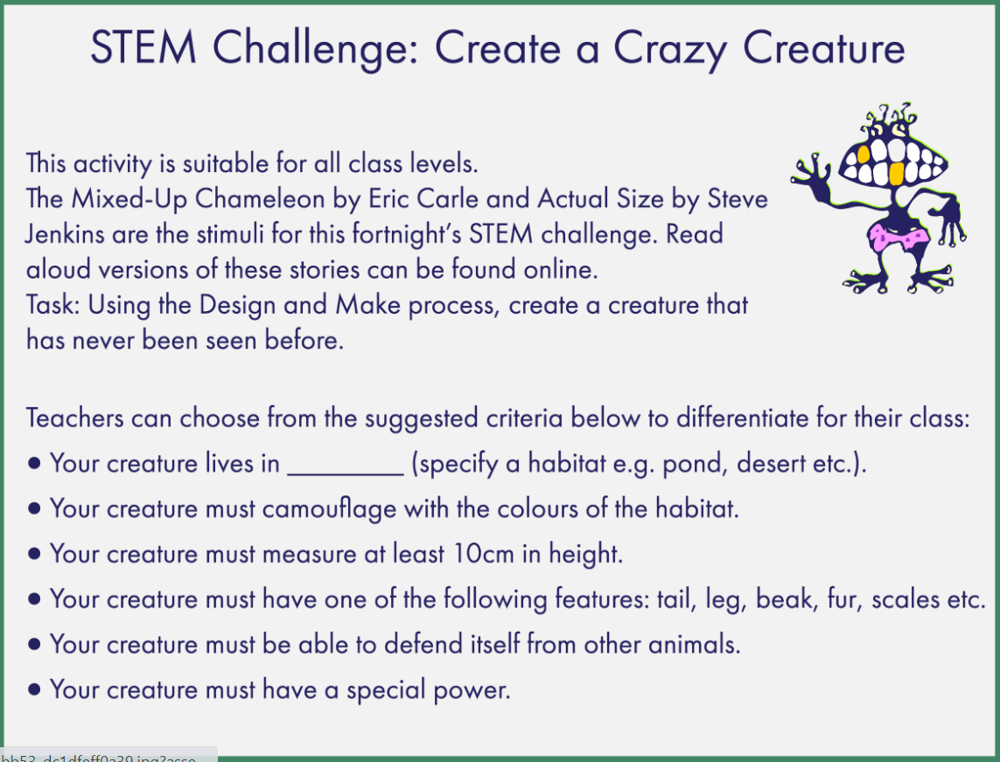 STEM Challenge: Create a Crazy Creature
This activity is suitable for all class levels.
The Mixed-Up Chameleon by Eric Carle and Actual Size by Steve
Jenkins are the stimuli for this fortnight's STEM challenge. Read
aloud versions of these stories can be found online.
Task: Using the Design and Make process, create a creature that
has never been seen before.
Teachers can choose from the suggested criteria below to differentiate for their class:
• Your creature lives in _________ (specify a habitat e.g. pond, desert etc.).
• Your creature must camouflage with the colours of the habitat.
• Your creature must measure at least 10cm in height.
• Your creature must have one of the following features: tail, leg, beak, fur, scales etc.
• Your creature must be able to defend itself from other animals.
• Your creature must have a special power.